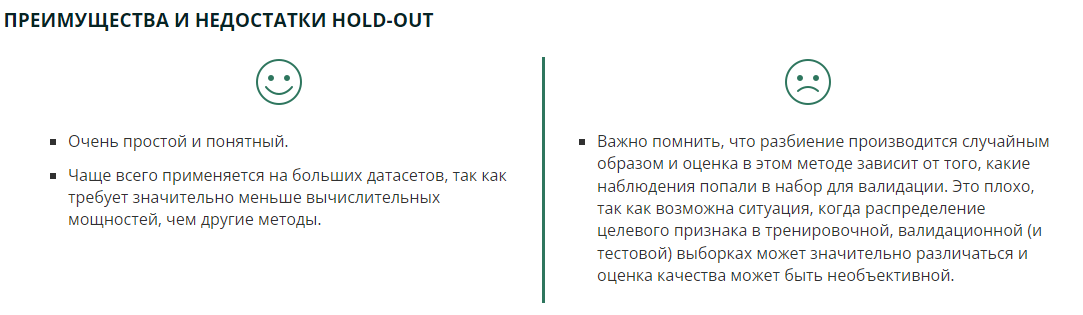 ПРЕИМУЩЕСТВА И НЕДОСТАТКИ HOLD-OUT
Очень простой и понятный.
Чаще всего применяется на больших датасетов, так как
требует значительно меньше вычислительных
мощностей, чем другие методы.
Важно помнить, что разбиение производится случайным
образом и оценка в этом методе зависит от того, какие
наблюдения попали в набор для валидации. Это плохо,
так как возможна ситуация, когда распределение
целевого признака в тренировочной, валидационной (и
тестовой) выборках может значительно различаться и
оценка качества может быть необъективной.